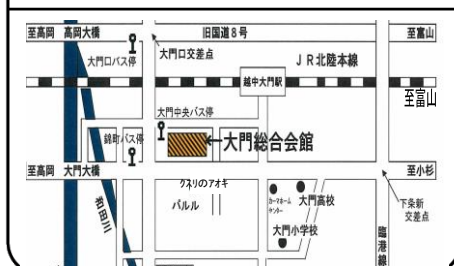 至高岡 高岡大橋 旧国道8号 至富山
大門口バス停
大門口交差点
JR北陸本線
越中大門駅
至富山
大門中央バス停
錦町バス停
大門総合会館
至高岡 大門大橋
至小杉
クスリのアオキ
パルル
カーマホームセンター
大門高校
大門小学校
下条新交差点
和田川
臨港線